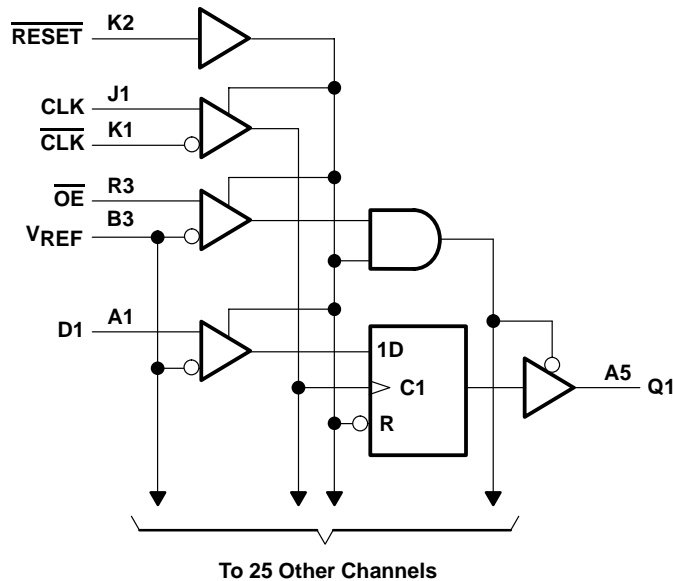 RESET K2
CLK J1
CLK K1
OE R3
VREF B3
D1 A1
1D
C1
R
A5 Q1
To 25 Other Channels